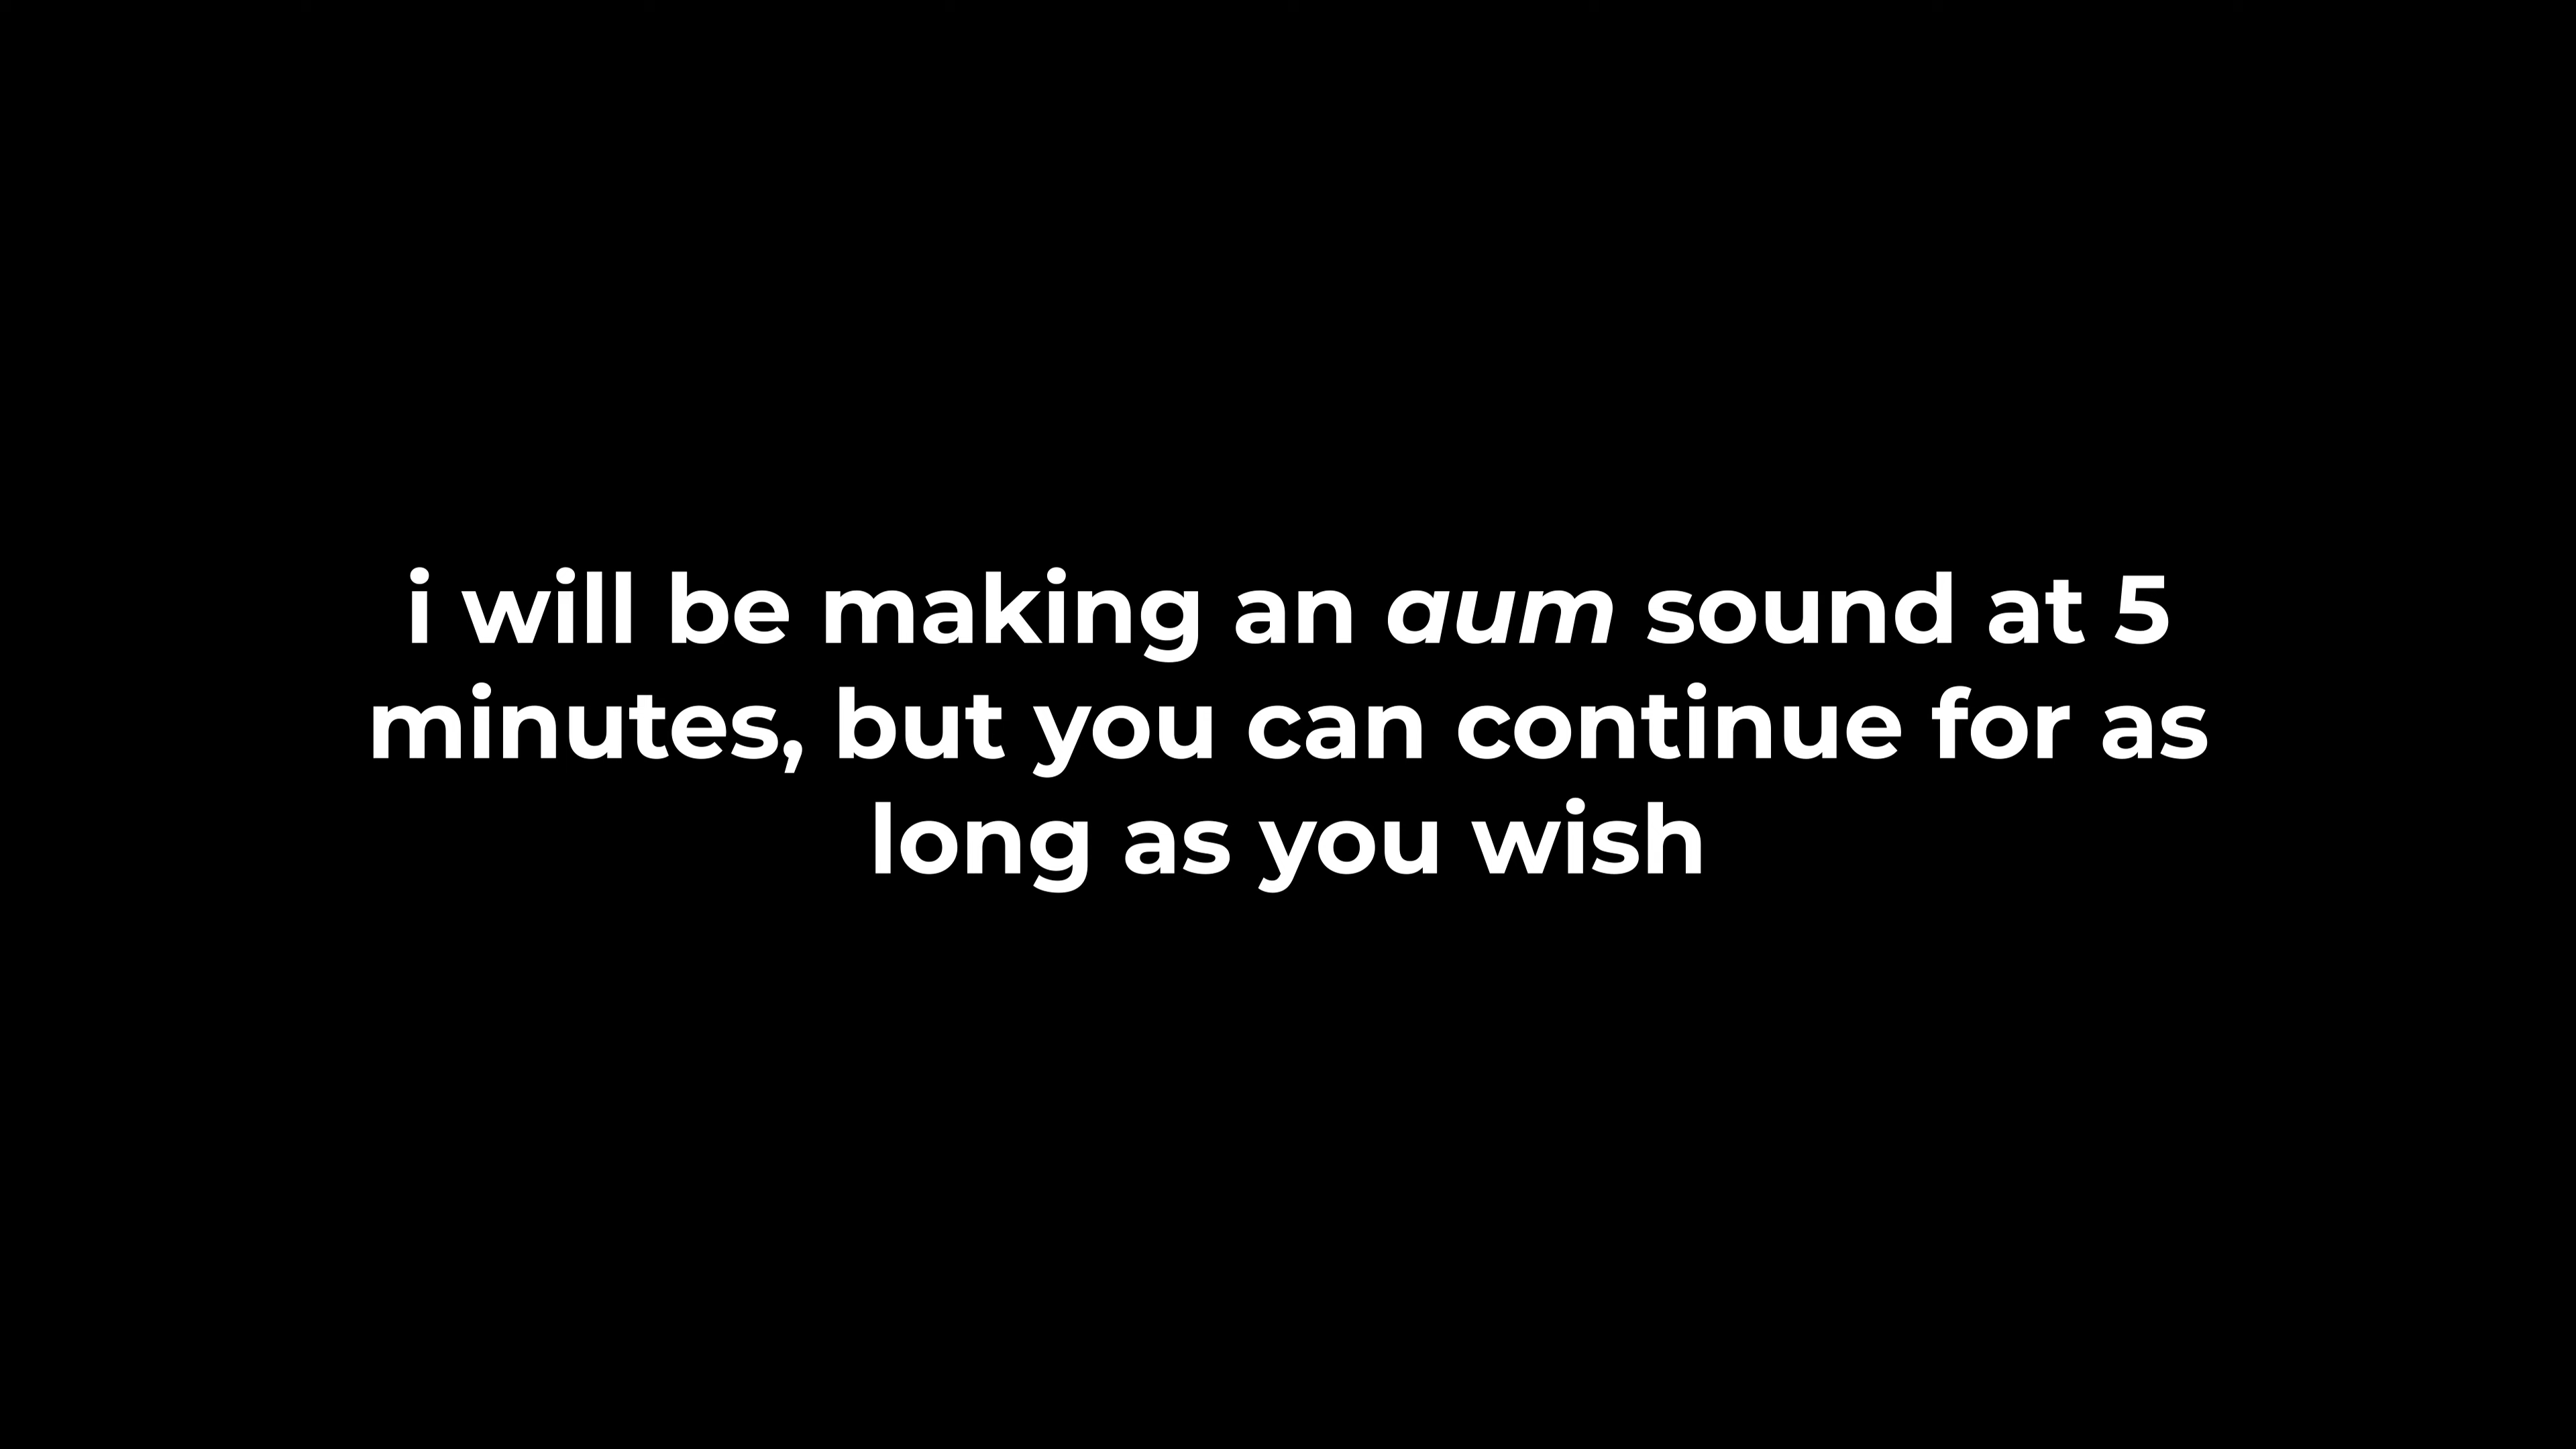 i will be making an aum sound at 5
minutes, but you can continue for as
long as you wish